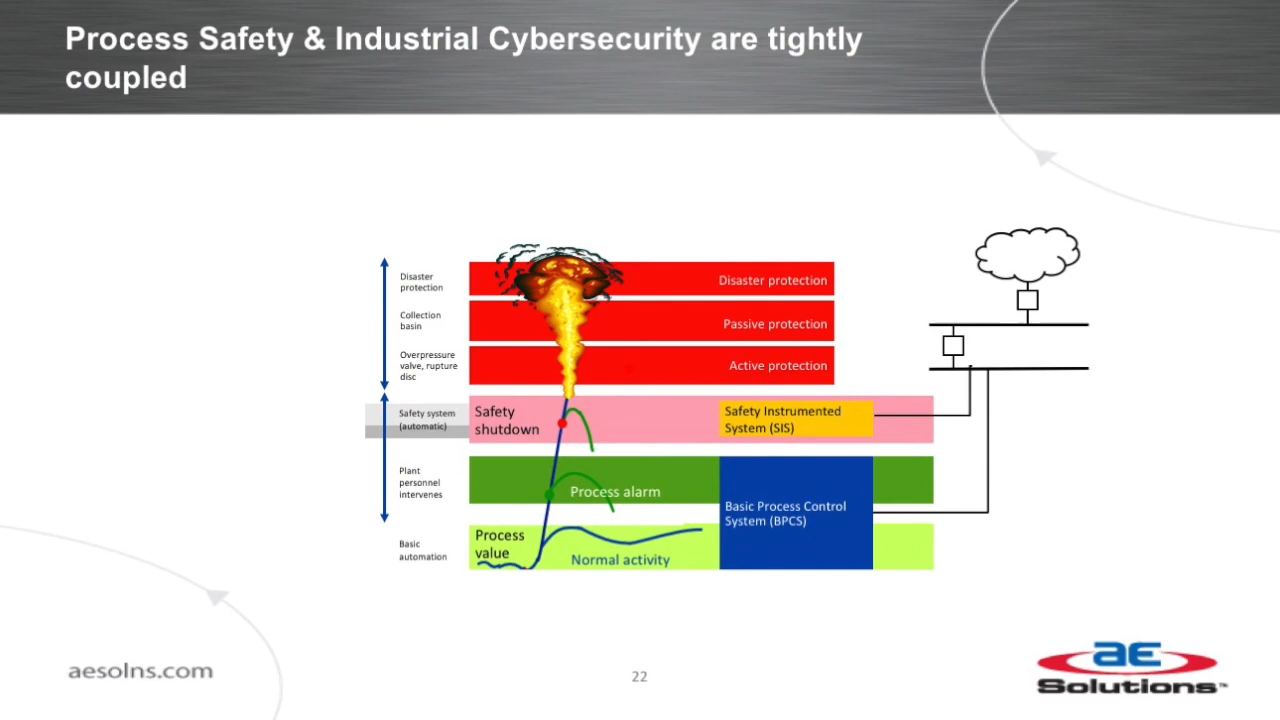 Process Safety & Industrial Cybersecurity are tightly
coupled
Disaster
protection
Disaster protection
Collection
basin
Passive protection
Overpressure
valve, rupture
disc
Active protection
Safety system
(automatic)
Safety
shutdown
Safety Instrumented
System (SIS)
Plant
personnel
intervenes
Process alarm
Basic Process Control
System (BPCS)
Basic
automation
Process
value
Normal activity
aesolns.com
22
ae
Solutions™